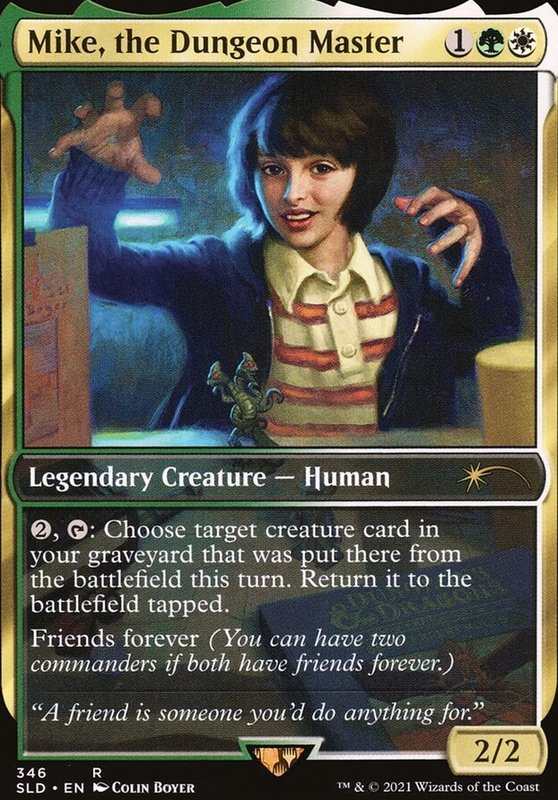 Mike, the Dungeon Master 1
Legendary Creature — Human
2, : Choose target creature card in
your graveyard that was put there from
the battlefield this turn. Return it to the
battlefield tapped.
Friends forever (You can have two
commanders if both have friends forever.)
“A friend is someone you’d do anything for.”
DUNGEONS
& DRAGONS
2/2
346 R
SLD • EN COLIN BOYER
™ & © 2021 Wizards of the Coast